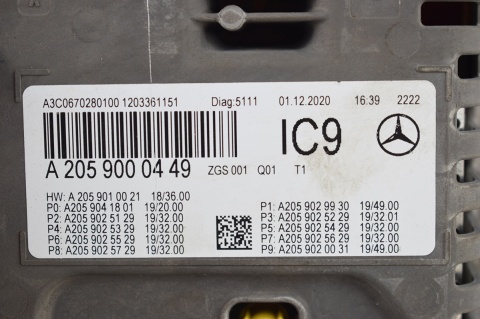 A3C0670280100 1203361151 Diag:5111 01.12.2020 16:39 2222
IC9
A 205 900 04 49 ZGS 001 Q01 T1
HW: A 205 901 00 21 18/36.00
P0: A205 904 18 01 19/20.00 P1: A205 902 99 30 19/49.00
P2: A205 902 51 29 19/32.00 P3: A205 902 52 29 19/32.01
P4: A205 902 53 29 19/32.00 P5: A205 902 54 29 19/32.00
P6: A205 902 55 29 19/32.00 P7: A205 902 56 29 19/32.00
P8: A205 902 57 29 19/32.00 P9: A205 902 00 31 19/49.00